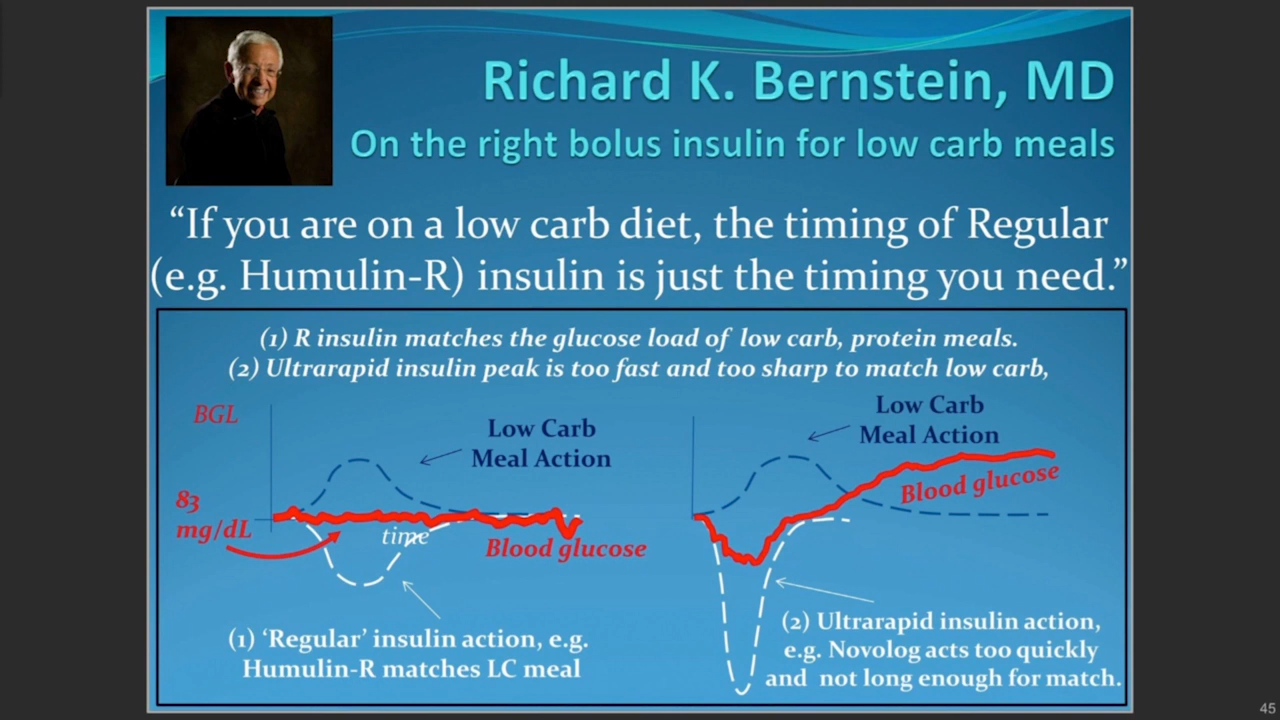 Richard K. Bernstein, MD
On the right bolus insulin for low carb meals
“If you are on a low carb diet, the timing of Regular
(e.g. Humulin-R) insulin is just the timing you need.”
(1) R insulin matches the glucose load of low carb, protein meals.
(2) Ultrarapid insulin peak is too fast and too sharp to match low carb,
BGL
Low Carb
Meal Action
83
mg/dL
time
Blood glucose
(1) ‘Regular’ insulin action, e.g.
Humulin-R matches LC meal
Low Carb
Meal Action
Blood glucose
(2) Ultrarapid insulin action,
e.g. Novolog acts too quickly
and not long enough for match.
45